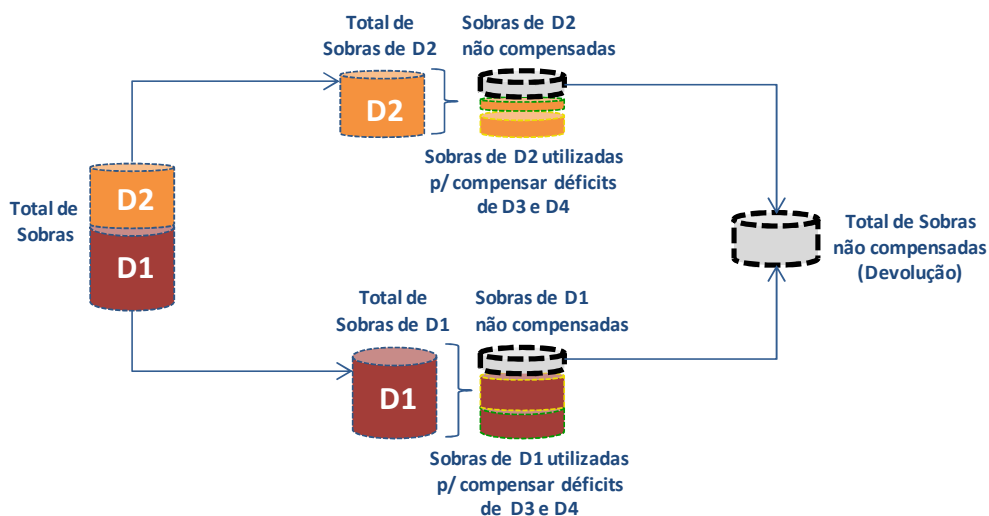 Total de
Sobras de D2
Sobras de D2
não compensadas
D2
Sobras de D2 utilizadas
p/ compensar déficits
de D3 e D4
Total de
Sobras
D2
D1
Total de Sobras
não compensadas
(Devolução)
Total de
Sobras de D1
Sobras de D1
não compensadas
D1
Sobras de D1 utilizadas
p/ compensar déficits
de D3 e D4